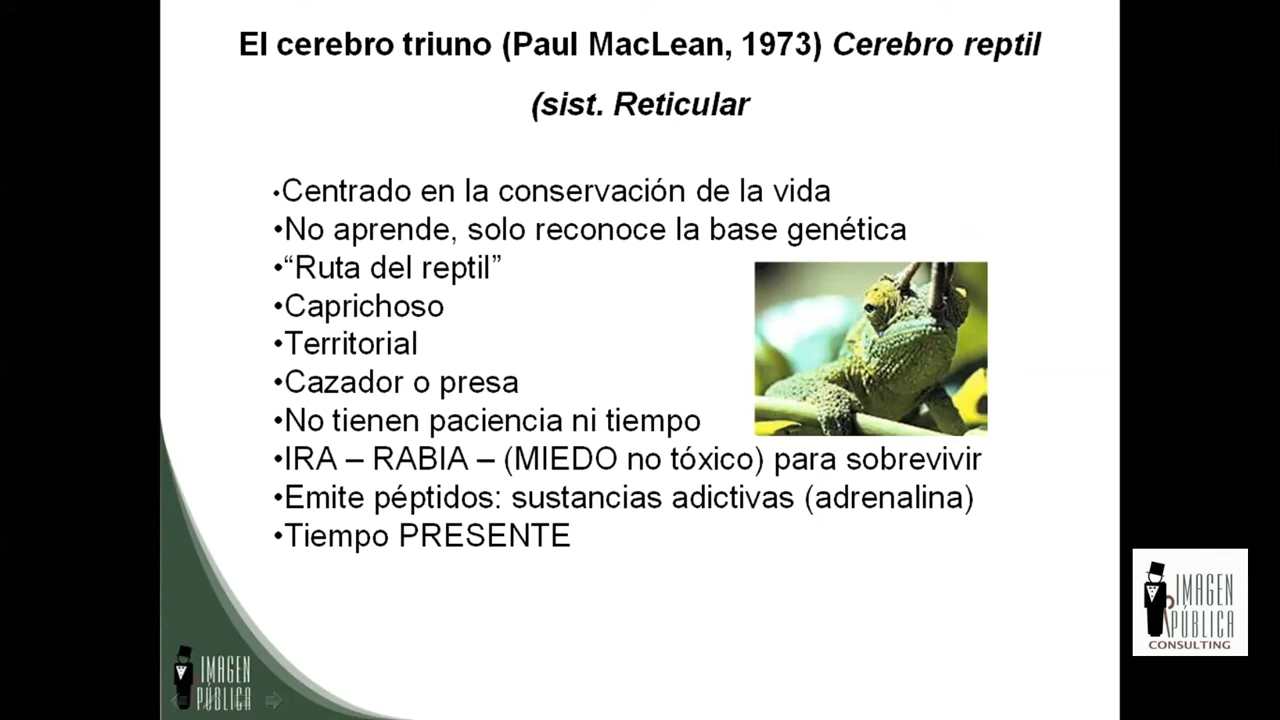 El cerebro triuno (Paul MacLean, 1973) Cerebro reptil
(sist. Reticular
•Centrado en la conservación de la vida
•No aprende, solo reconoce la base genética
•“Ruta del reptil”
•Caprichoso
•Territorial
•Cazador o presa
•No tienen paciencia ni tiempo
•IRA – RABIA – (MIEDO no tóxico) para sobrevivir
•Emite péptidos: sustancias adictivas (adrenalina)
•Tiempo PRESENTE
IMAGEN
PÚBLICA
IMAGEN
PÚBLICA
CONSULTING